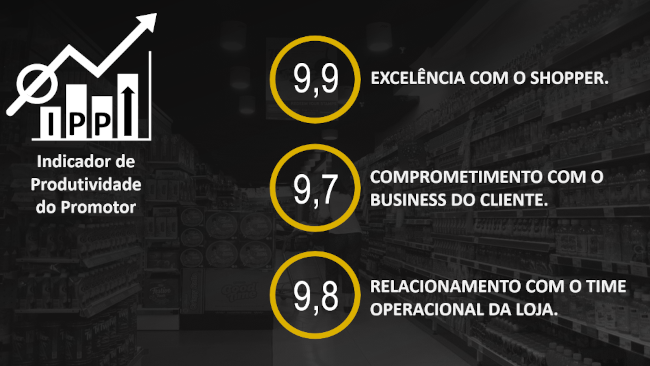 IPP
Indicador de
Produtividade
do Promotor
9,9
EXCELÊNCIA COM O SHOPPER.
9,7
COMPROMETIMENTO COM O
BUSINESS DO CLIENTE.
9,8
RELACIONAMENTO COM O TIME
OPERACIONAL DA LOJA.